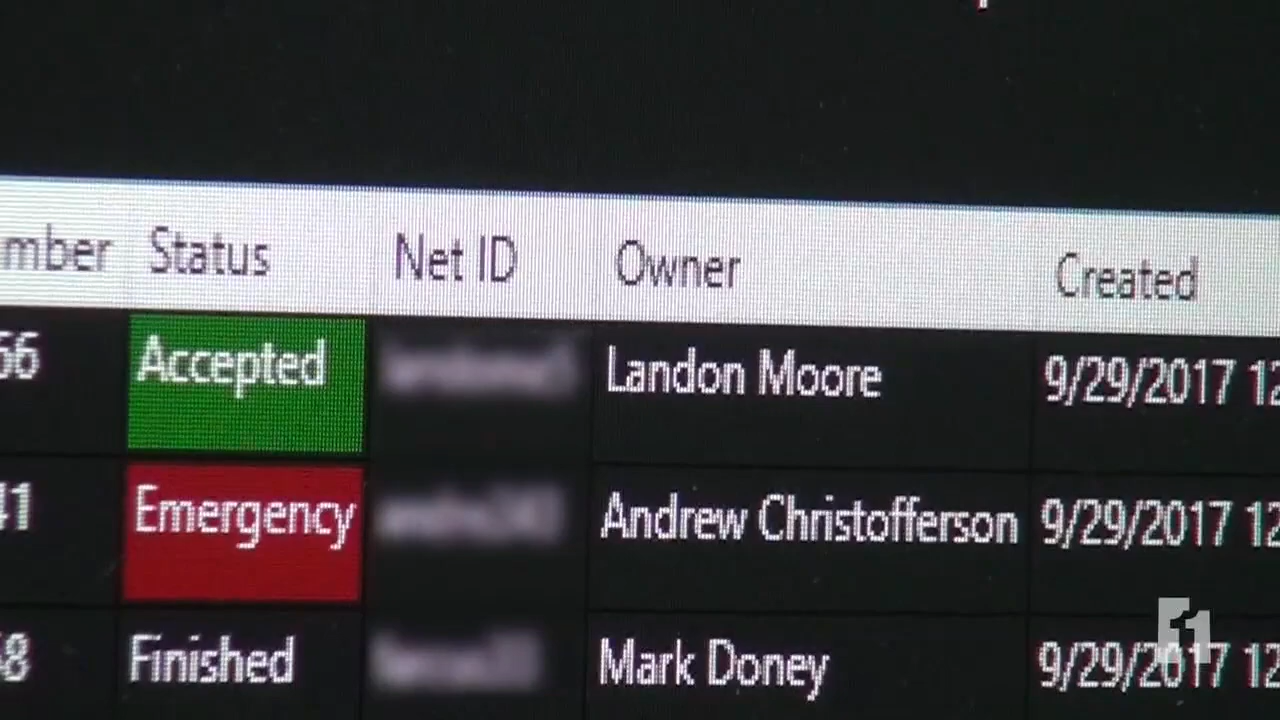 mber Status Net ID Owner Created
66 Accepted Landon Moore 9/29/2017 12
41 Emergency Andrew Christofferson 9/29/2017 12
58 Finished Mark Doney 9/29/2017 12
11